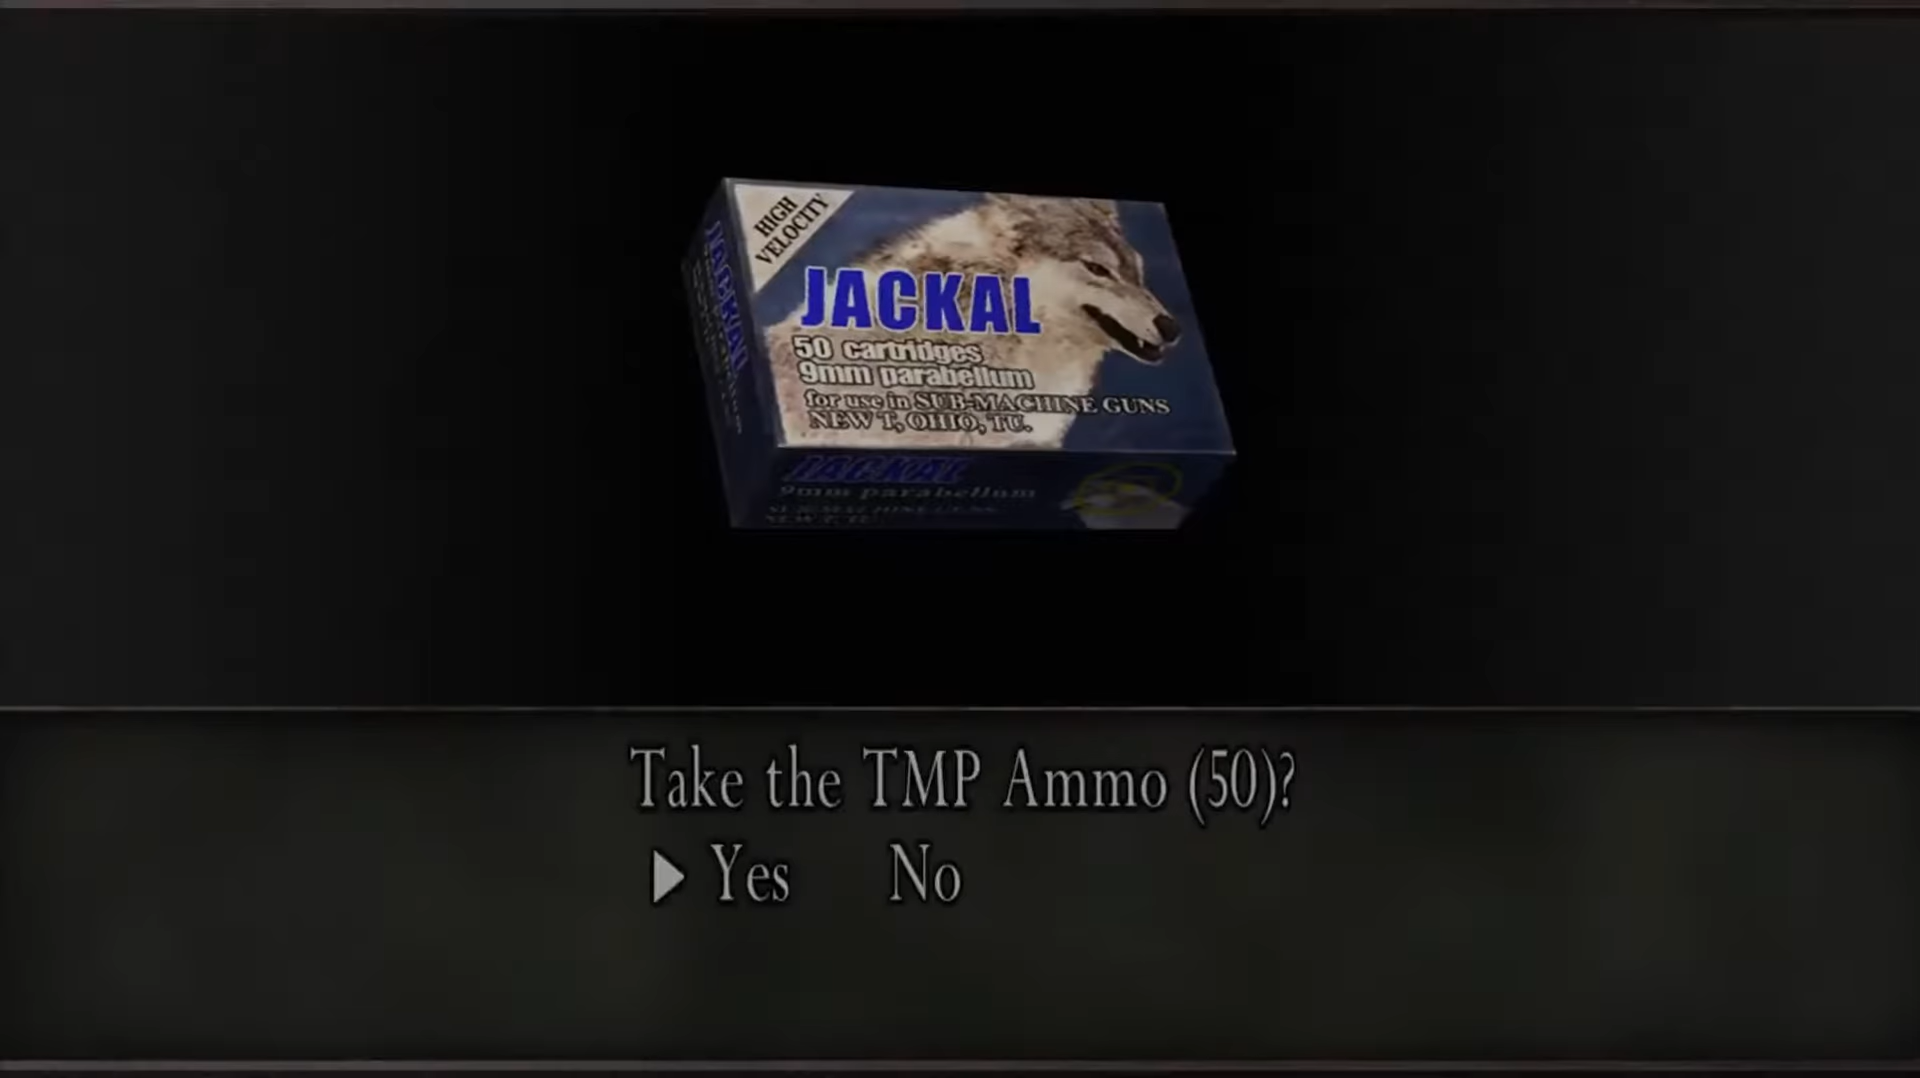 HIGH
VELOCITY
JACKAL
50 cartridges
9mm parabellum
for use in SUB-MACHINE GUNS
NEW T, OHIO, TU.
JACKAL
JACKAL
9mm parabellum
Take the TMP Ammo (50)?
Yes No